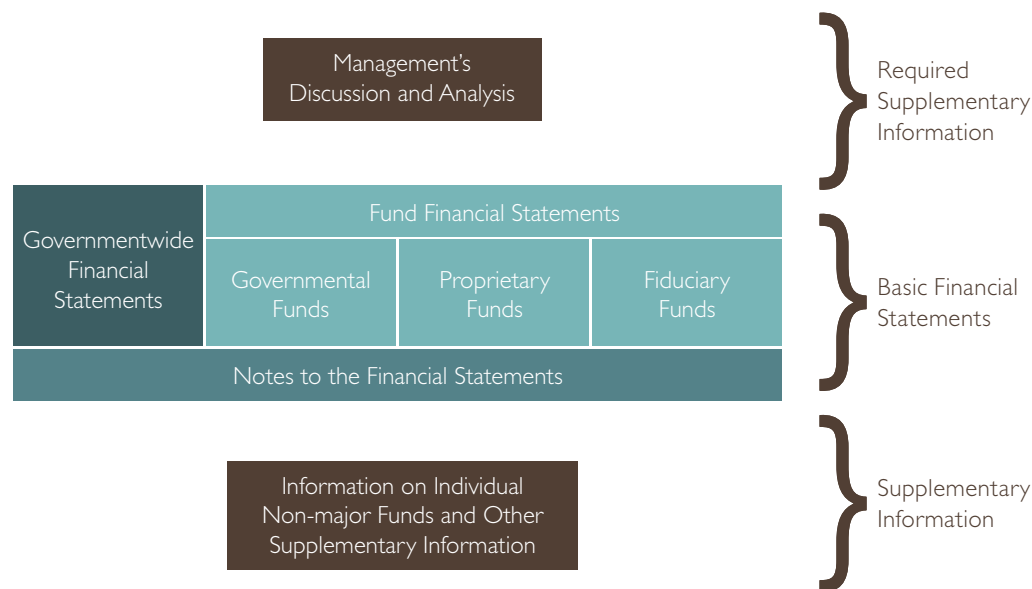 Management's
Discussion and Analysis
Required
Supplementary
Information
Governmentwide
Financial
Statements
Fund Financial Statements
Governmental
Funds
Proprietary
Funds
Fiduciary
Funds
Basic Financial
Statements
Notes to the Financial Statements
Information on Individual
Non-major Funds and Other
Supplementary Information
Supplementary
Information